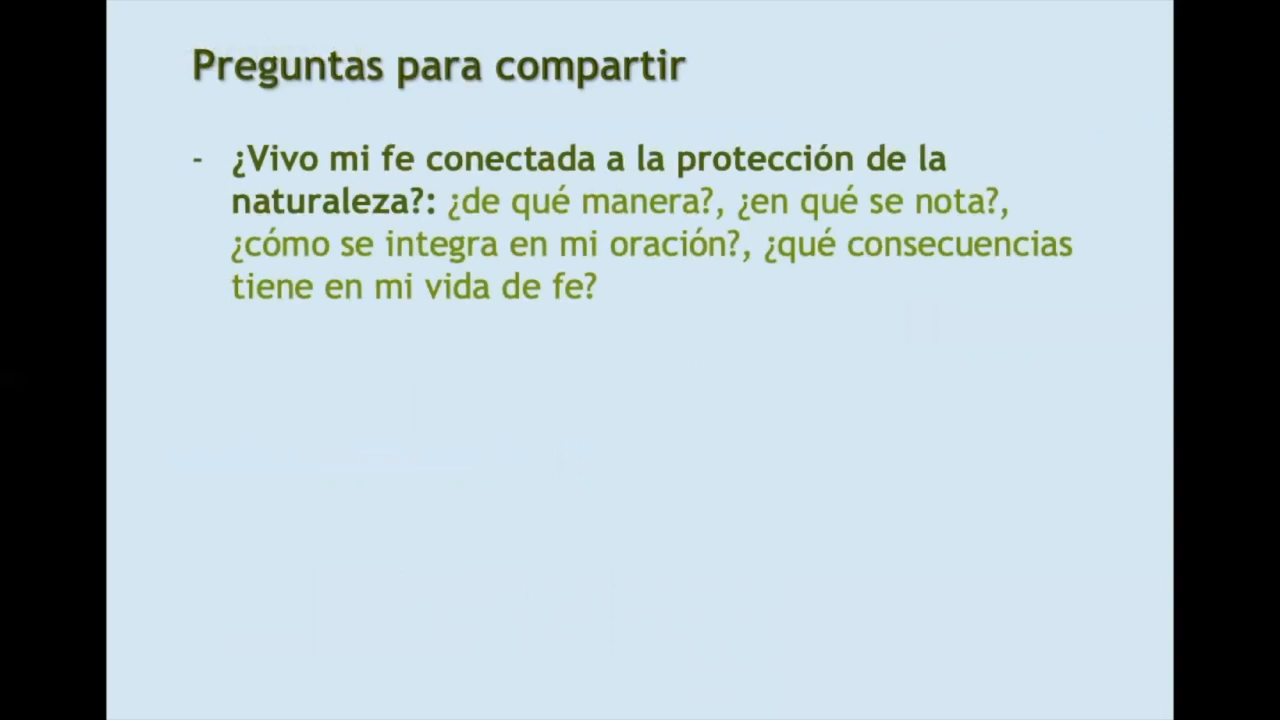 Preguntas para compartir
- ¿Vivo mi fe conectada a la protección de la
naturaleza?: ¿de qué manera?, ¿en qué se nota?,
¿cómo se integra en mi oración?, ¿qué consecuencias
tiene en mi vida de fe?